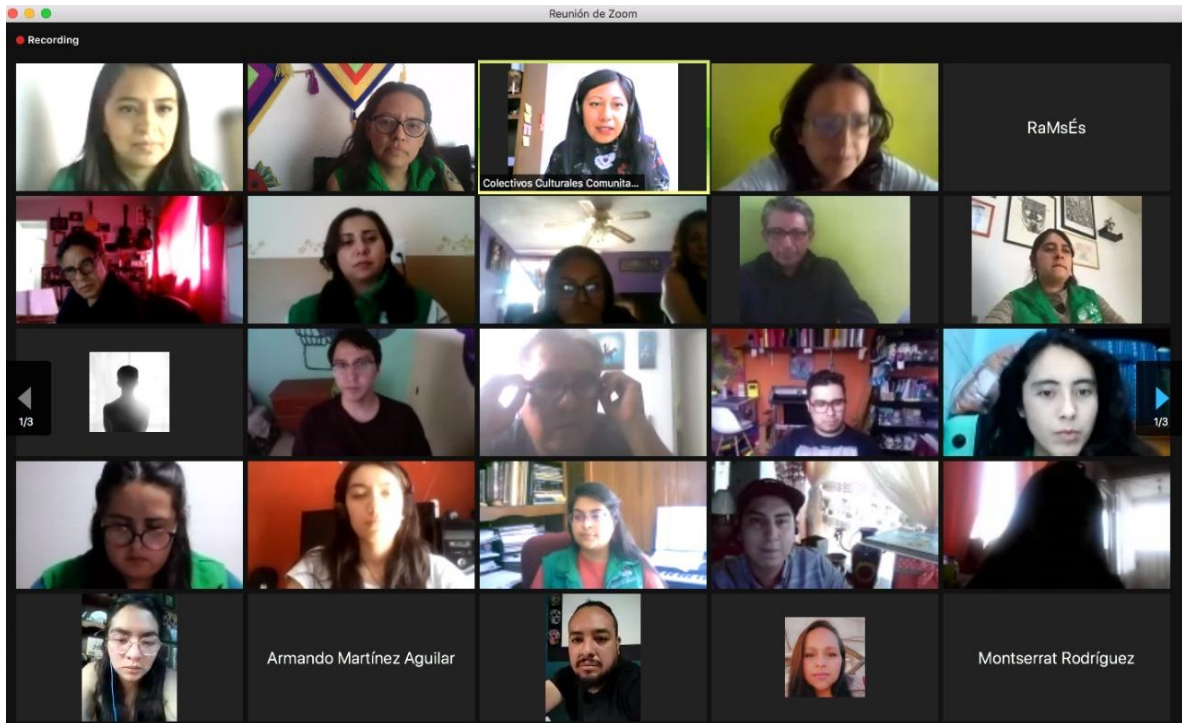 Reunión de Zoom
Recording
Colectivos Culturales Comunita...
RaMsÉs
1/3
1/3
Armando Martínez Aguilar
Montserrat Rodríguez